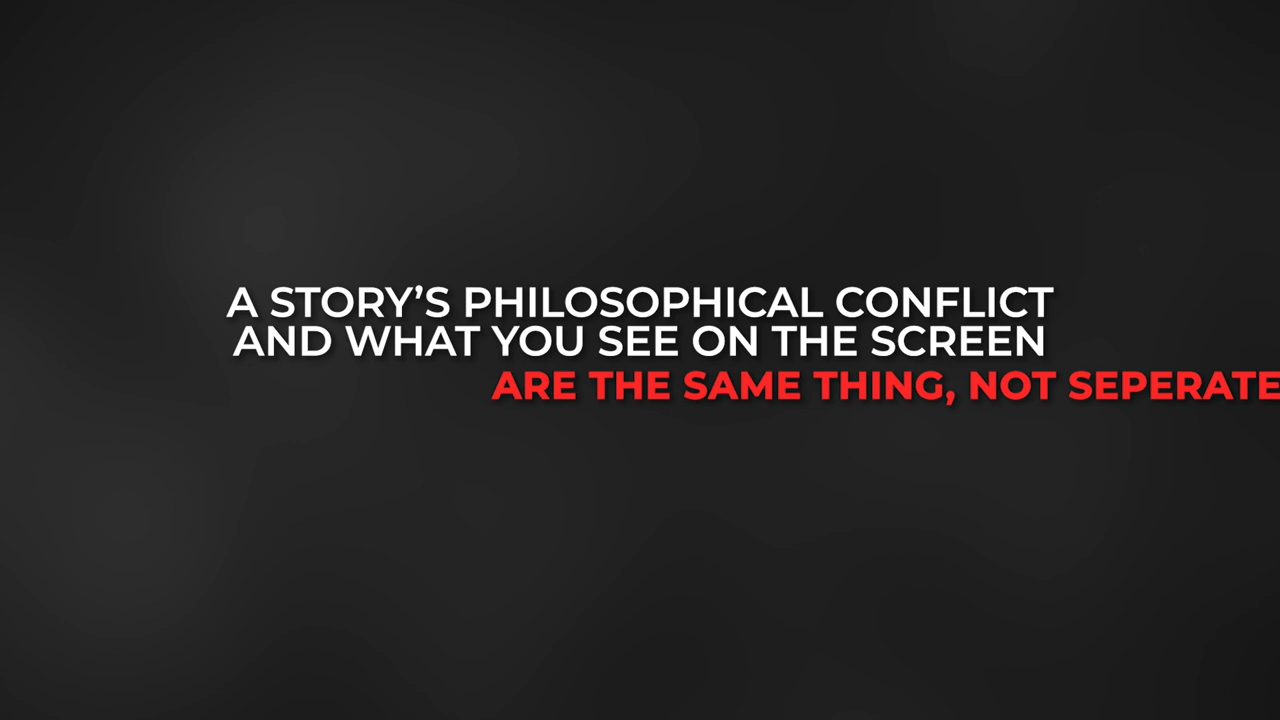 A STORY’S PHILOSOPHICAL CONFLICT
AND WHAT YOU SEE ON THE SCREEN
ARE THE SAME THING, NOT SEPERATE